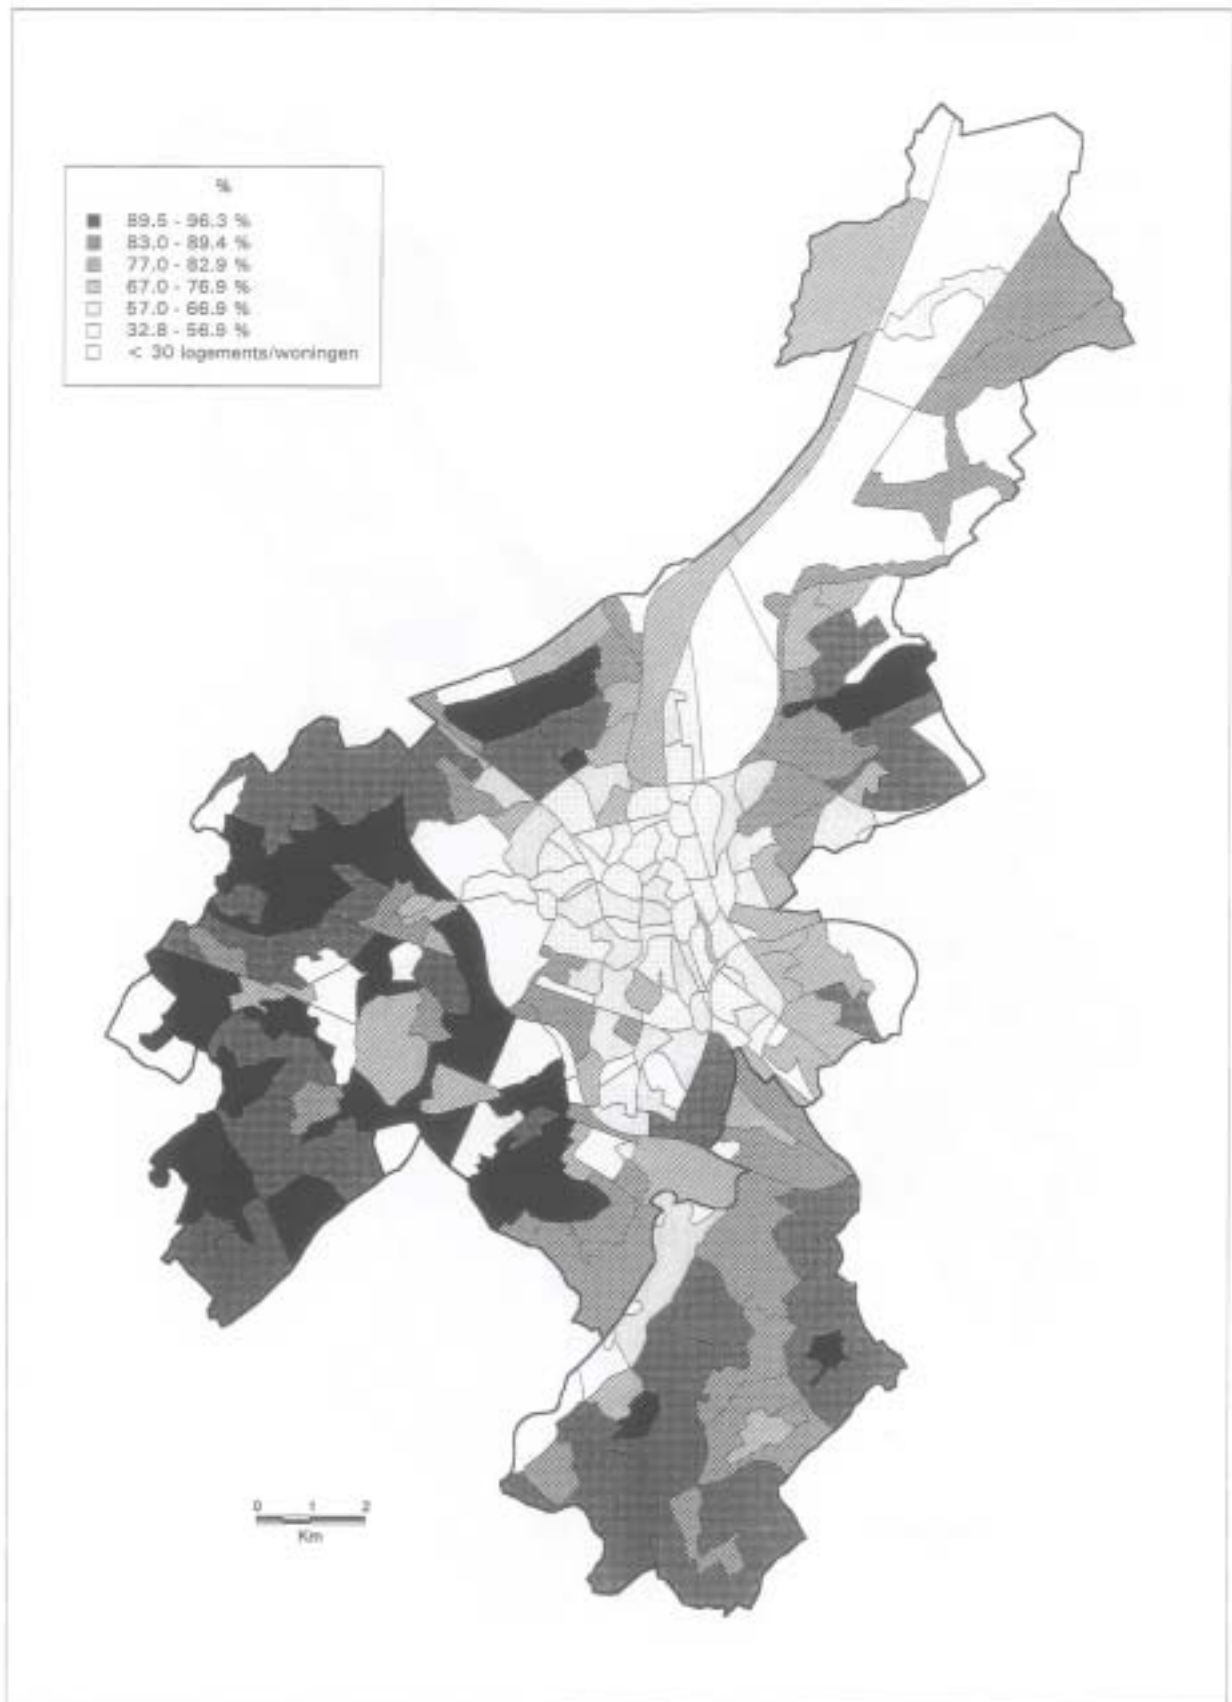 %
89.5 - 96.3 %
83.0 - 89.4 %
77.0 - 82.9 %
67.0 - 76.9 %
57.0 - 66.9 %
32.8 - 56.9 %
< 30 logements/woningen
0 1 2
Km